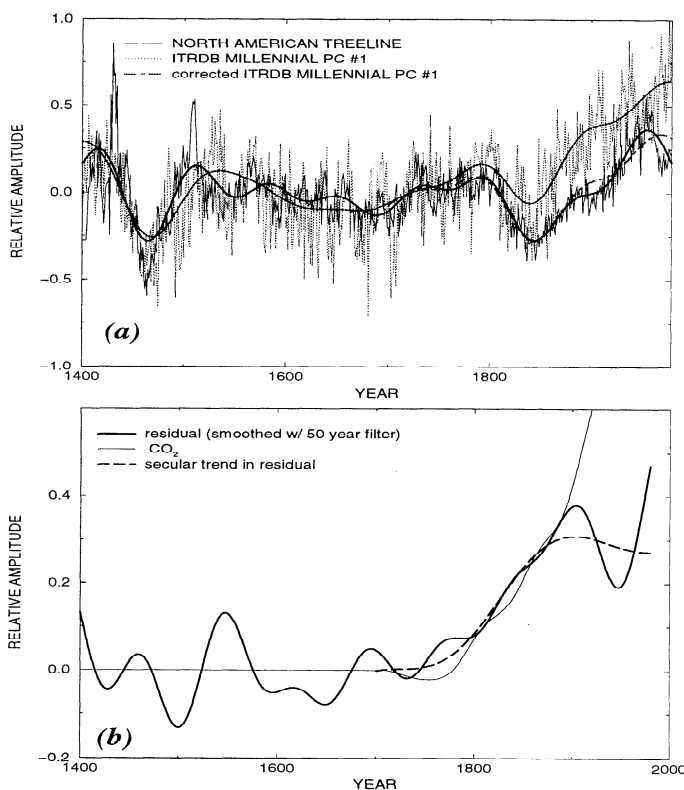 1.0
NORTH AMERICAN TREELINE
ITRDB MILLENNIAL PC #1
corrected ITRDB MILLENNIAL PC #1
0.5
0.0
−0.5
−1.0
RELATIVE AMPLITUDE
(a)
1400
1600
1800
YEAR
residual (smoothed w/ 50 year filter)
CO2
secular trend in residual
0.4
0.2
0.0
−0.2
RELATIVE AMPLITUDE
(b)
1400
1600
1800
2000
YEAR